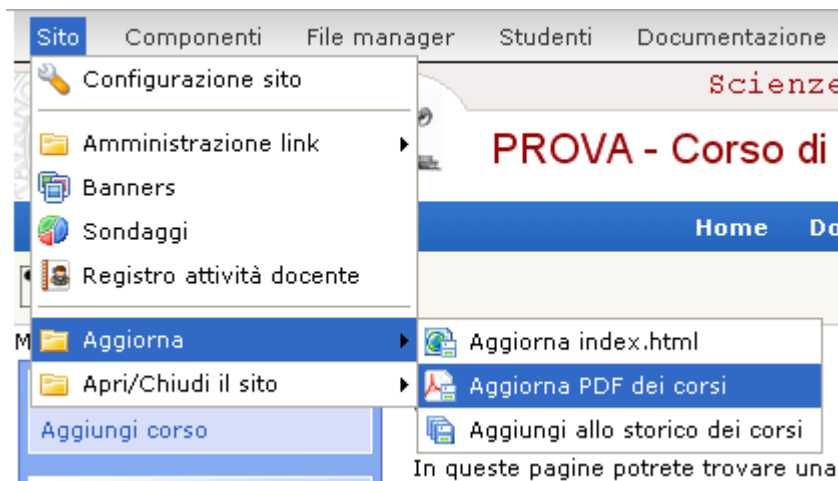 Sito Componenti File manager Studenti Documentazione
Configurazione sito
Scienze
Amministrazione link
PROVA - Corso di
Banners
Sondaggi
Home Do
Registro attività docente
Aggiorna
Aggiorna index.html
Apri/Chiudi il sito
Aggiorna PDF dei corsi
Aggiungi corso
Aggiungi allo storico dei corsi
In queste pagine potrete trovare una